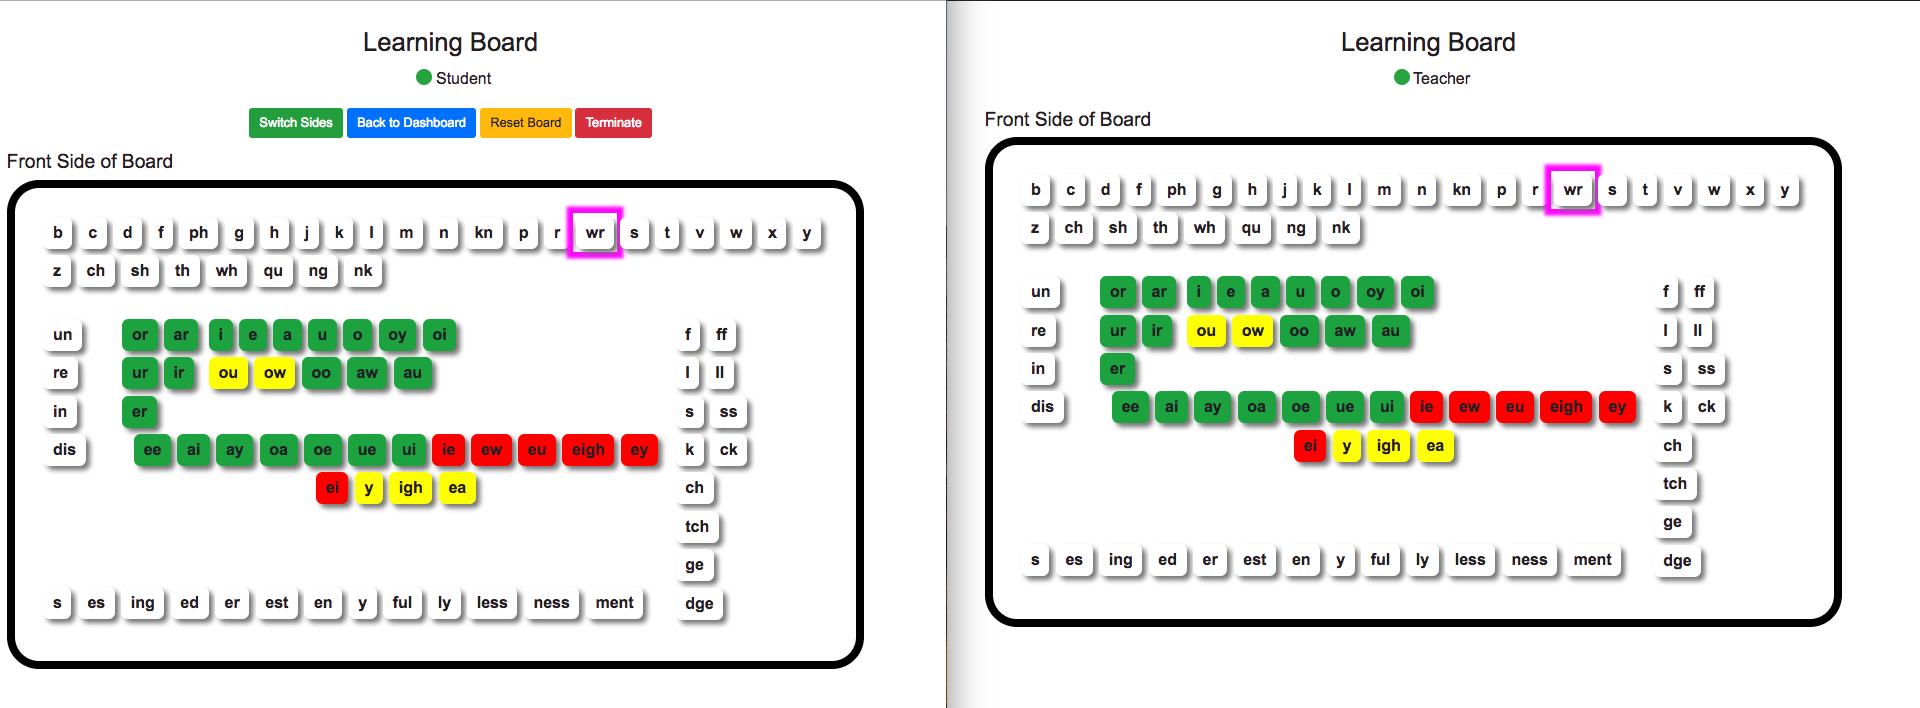 Learning Board
Student
Switch Sides Back to Dashboard Reset Board Terminate
Front Side of Board
b c d f ph g h j k l m n kn p r wr s t v w x y
z ch sh th wh qu ng nk
un or ar i e a u o oy oi f ff
re ur ir ou ow oo aw au l ll
in er s ss
dis ee ai ay oa oe ue ui ie ew eu eigh ey k ck
ei y igh ea ch
tch
ge
s es ing ed er est en y ful ly less ness ment dge
Learning Board
Teacher
Front Side of Board
b c d f ph g h j k l m n kn p r wr s t v w x y
z ch sh th wh qu ng nk
un or ar i e a u o oy oi f ff
re ur ir ou ow oo aw au l ll
in er s ss
dis ee ai ay oa oe ue ui ie ew eu eigh ey k ck
ei y igh ea ch
tch
ge
s es ing ed er est en y ful ly less ness ment dge